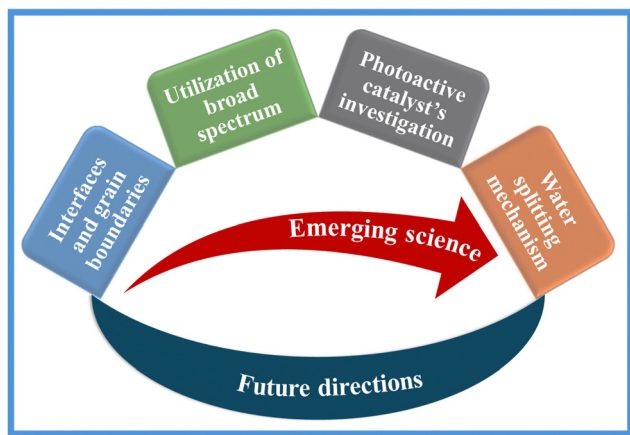 Interfaces
and grain
boundaries
Utilization of
broad
spectrum
Photoactive
catalyst's
investigation
Water
splitting
mechanism
Emerging science
Future directions